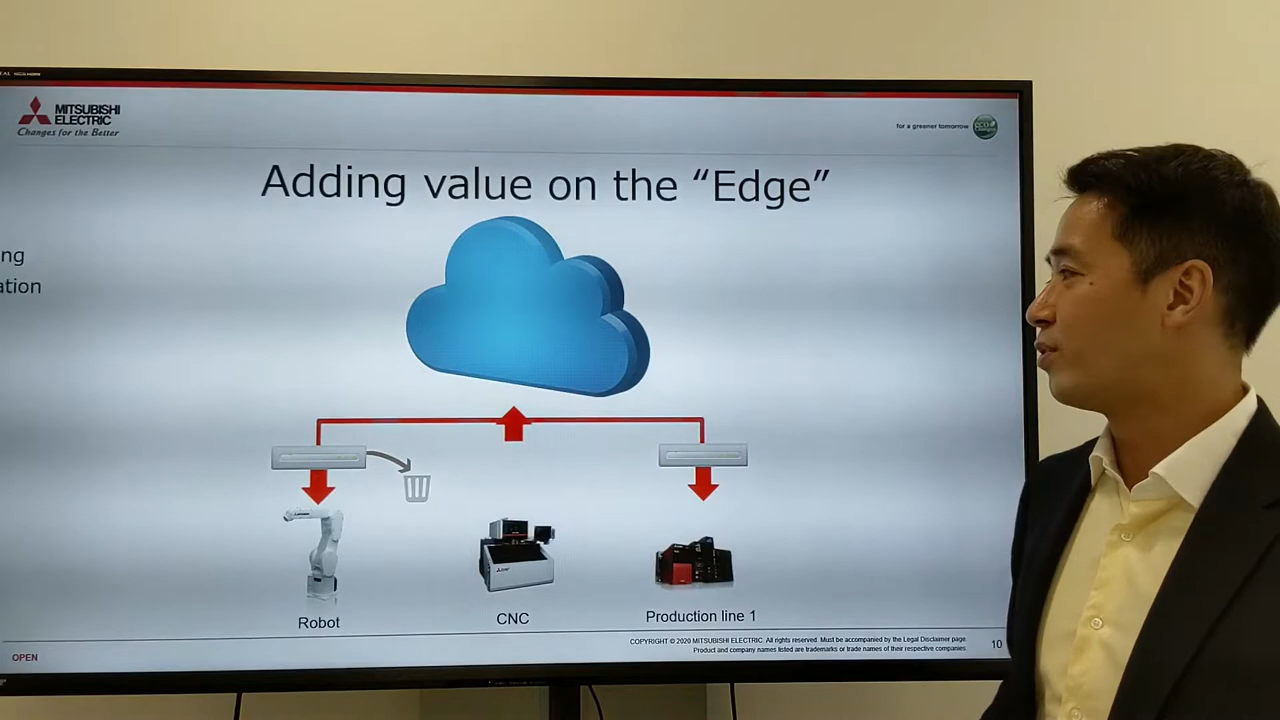 MITSUBISHI
ELECTRIC
Changes for the Better
for a greener tomorrow
eco
Adding value on the “Edge”
ng
ation
Robot
CNC
Production line 1
COPYRIGHT © 2020 MITSUBISHI ELECTRIC. All rights reserved. Must be accompanied by the Legal Disclaimer page.
Product and company names listed are trademarks or trade names of their respective companies.
10
OPEN